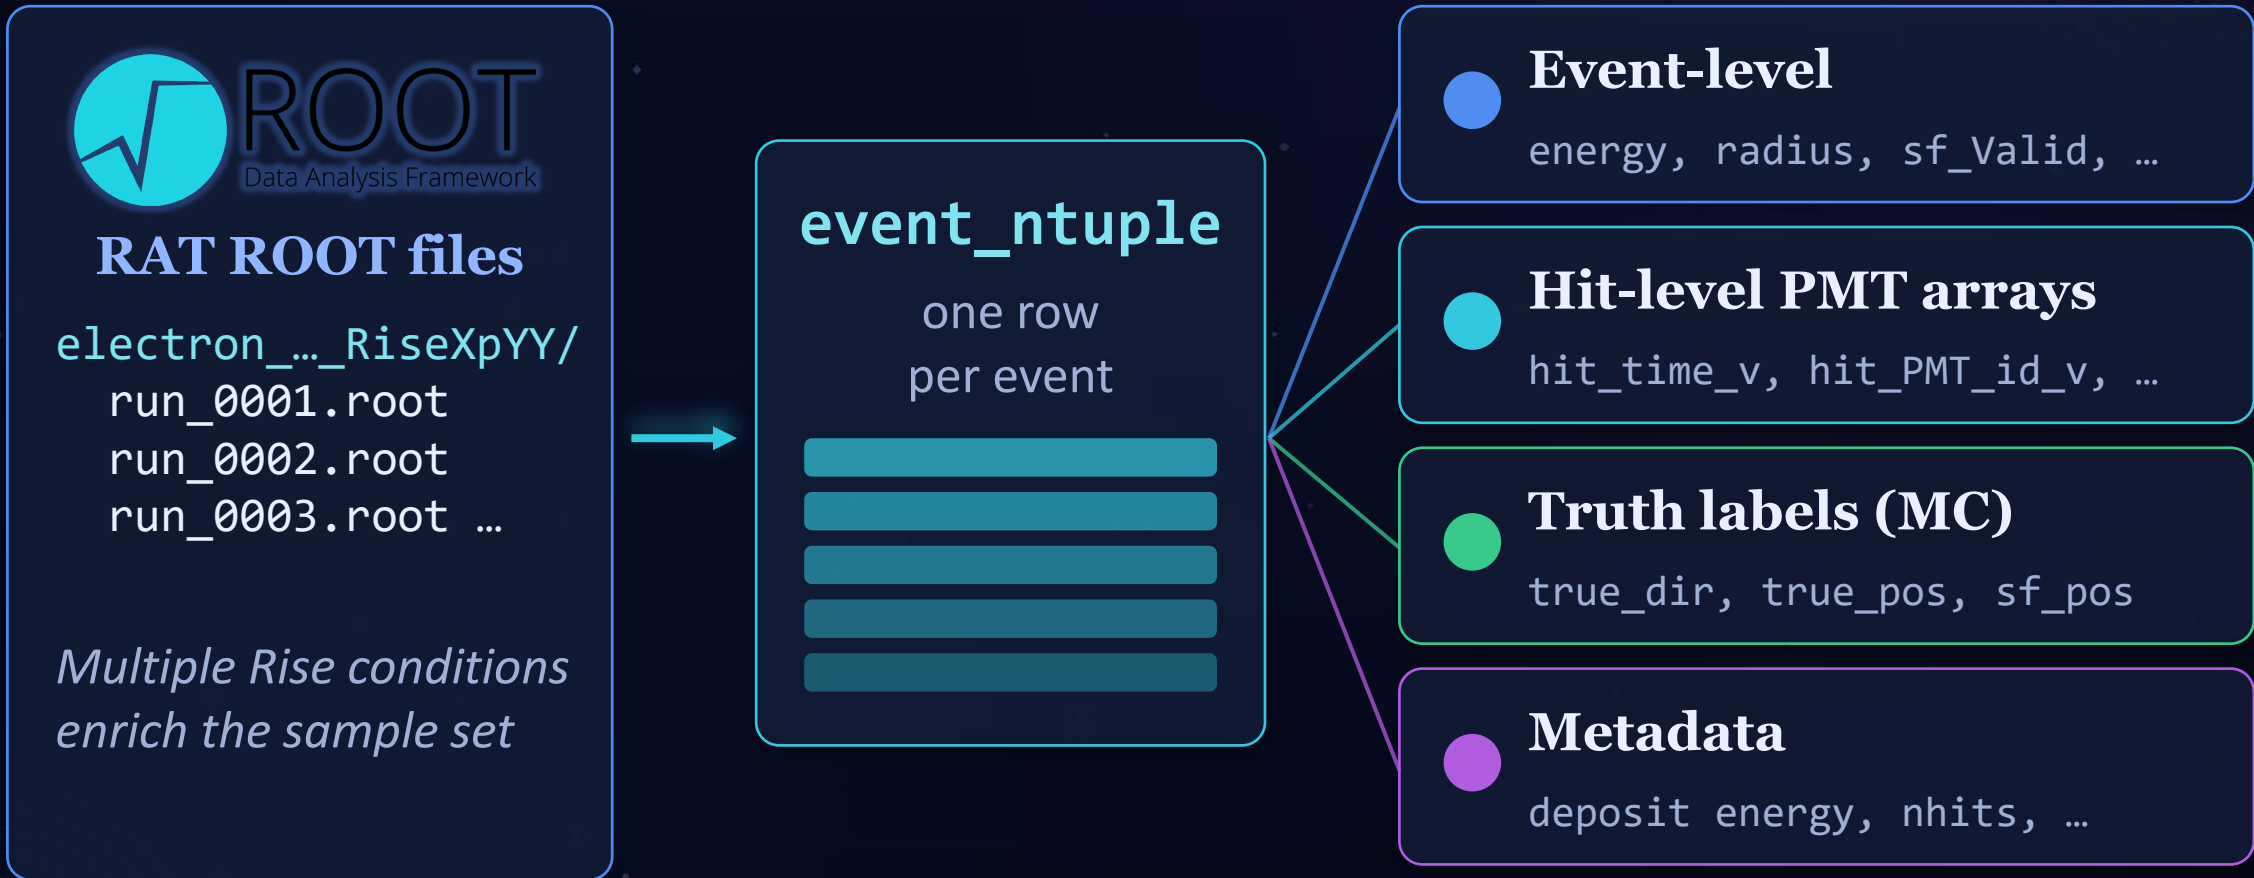 ROOT
Data Analysis Framework
RAT ROOT files
electron_…_RiseXpYY/
run_0001.root
run_0002.root
run_0003.root …
Multiple Rise conditions
enrich the sample set
event_ntuple
one row
per event
Event-level
energy, radius, sf_Valid, …
Hit-level PMT arrays
hit_time_v, hit_PMT_id_v, …
Truth labels (MC)
true_dir, true_pos, sf_pos
Metadata
deposit energy, nhits, …